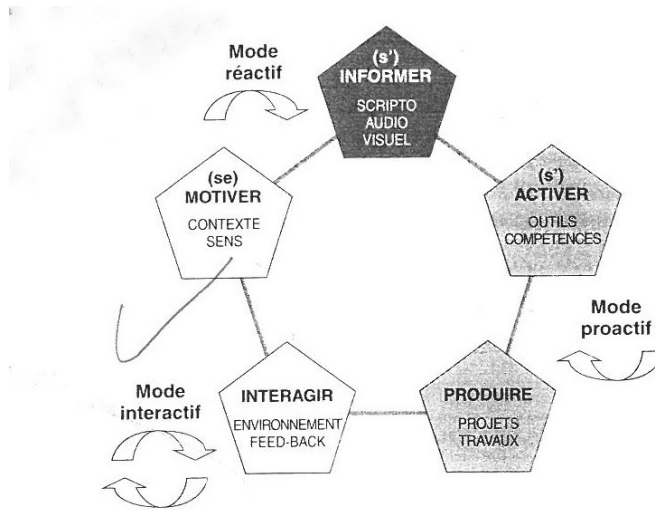 Mode
réactif
(s')
INFORMER
SCRIPTO
AUDIO
VISUEL
(se)
MOTIVER
CONTEXTE
SENS
(s')
ACTIVER
OUTILS
COMPÉTENCES
Mode
proactif
Mode
interactif
INTERAGIR
ENVIRONNEMENT
FEED-BACK
PRODUIRE
PROJETS
TRAVAUX